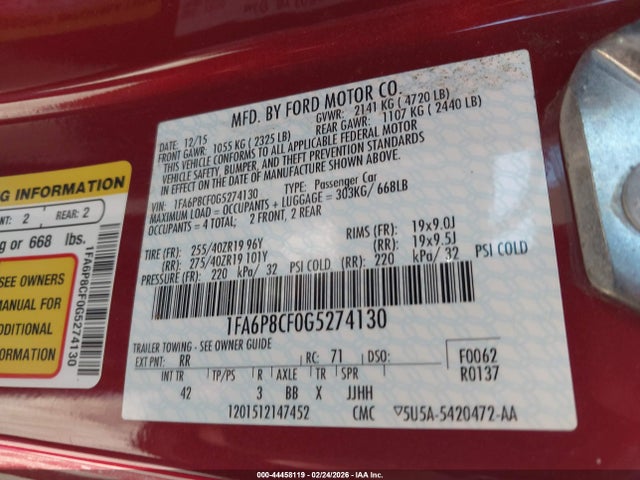 MFD. BY FORD MOTOR CO.
DATE: 12/15
GVWR: 2141 KG ( 4720 LB)
FRONT GAWR: 1055 KG ( 2325 LB)
REAR GAWR: 1107 KG ( 2440 LB)
THIS VEHICLE CONFORMS TO ALL APPLICABLE FEDERAL MOTOR
VEHICLE SAFETY, BUMPER, AND THEFT PREVENTION STANDARDS
IN EFFECT ON THE DATE OF MANUFACTURE SHOWN ABOVE.
VIN: 1FA6P8CF0G5274130
TYPE: Passenger Car
MAXIMUM LOAD = OCCUPANTS + LUGGAGE = 303KG/ 668LB
OCCUPANTS = 4 TOTAL; 2 FRONT, 2 REAR
TIRE (FR): 255/40ZR19 96Y RIMS (FR): 19x9.0J
(RR): 275/40ZR19 101Y (RR): 19x9.5J
PRESSURE (FR): 220 kPa/ 32 PSI COLD (RR): 220 kPa/ 32 PSI COLD
1FA6P8CF0G5274130
TRAILER TOWING - SEE OWNER GUIDE
EXT PNT: RR RC: 71 DSO: F0062
R0137
INT TR TP/PS R AXLE TR SPR
42 3 BB X JJHH
1201512147452 CMC 5U5A-5420472-AA
NG INFORMATION
NT: 2 REAR: 2
g or 668 lbs.
SEE OWNERS
MANUAL FOR
ADDITIONAL
INFORMATION
1FA6P8CF0G5274130
000-44458119 - 02/24/2026 - IAA Inc.